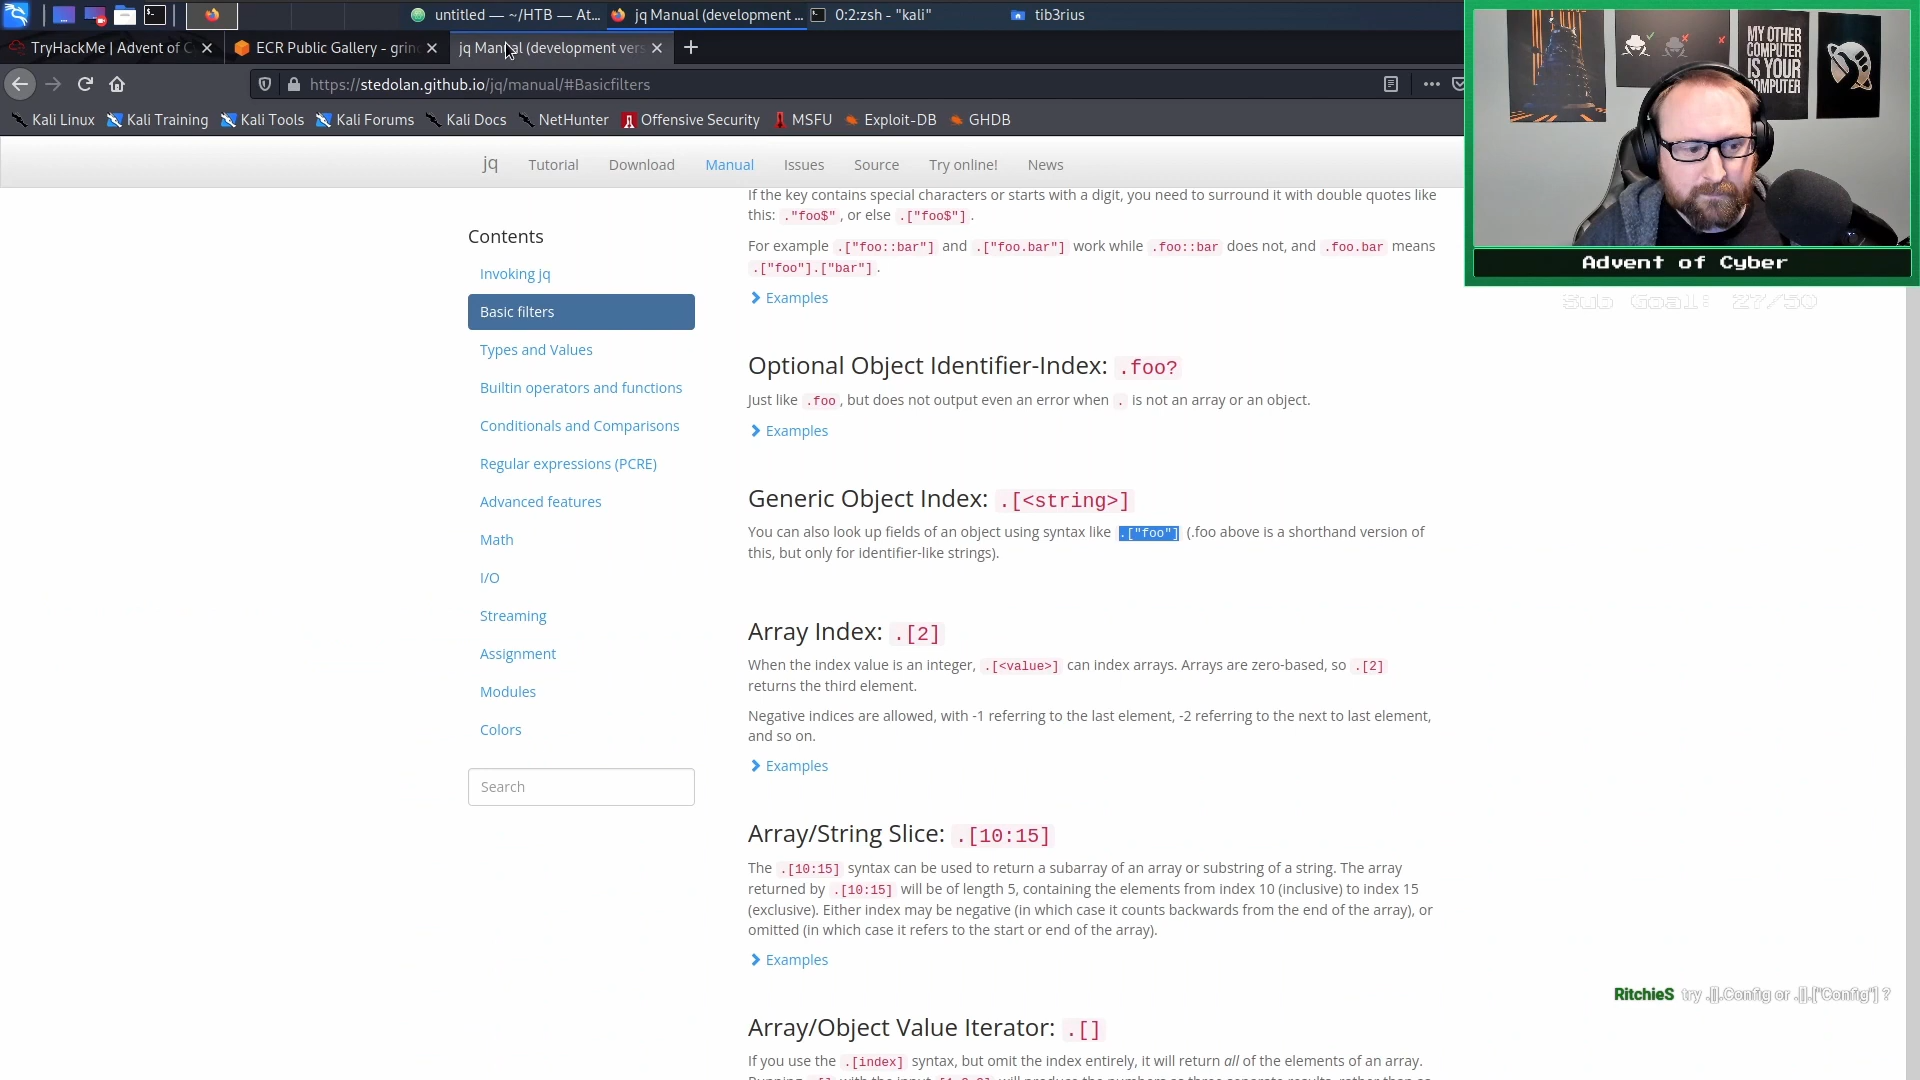 untitled — ~/HTB — At...
jq Manual (development ...
0:2:zsh - "kali"
tib3rius
TryHackMe | Advent of C
ECR Public Gallery - grin
jq Manual (development vers
https://stedolan.github.io/jq/manual/#Basicfilters
Kali Linux
Kali Training
Kali Tools
Kali Forums
Kali Docs
NetHunter
Offensive Security
MSFU
Exploit-DB
GHDB
jq
Tutorial
Download
Manual
Issues
Source
Try online!
News
MY OTHER
COMPUTER
IS YOUR
COMPUTER
Advent of Cyber
Sub Goal: 27/50
Contents
Invoking jq
Basic filters
Types and Values
Builtin operators and functions
Conditionals and Comparisons
Regular expressions (PCRE)
Advanced features
Math
I/O
Streaming
Assignment
Modules
Colors
Search
If the key contains special characters or starts with a digit, you need to surround it with double quotes like
this: ."foo$", or else .["foo$"].
For example .["foo::bar"] and .["foo.bar"] work while .foo::bar does not, and .foo.bar means
.["foo"].["bar"].
Examples
Optional Object Identifier-Index: .foo?
Just like .foo, but does not output even an error when . is not an array or an object.
Examples
Generic Object Index: .[<string>]
You can also look up fields of an object using syntax like .["foo"] (.foo above is a shorthand version of
this, but only for identifier-like strings).
Array Index: .[2]
When the index value is an integer, .[<value>] can index arrays. Arrays are zero-based, so .[2]
returns the third element.
Negative indices are allowed, with -1 referring to the last element, -2 referring to the next to last element,
and so on.
Examples
Array/String Slice: .[10:15]
The .[10:15] syntax can be used to return a subarray of an array or substring of a string. The array
returned by .[10:15] will be of length 5, containing the elements from index 10 (inclusive) to index 15
(exclusive). Either index may be negative (in which case it counts backwards from the end of the array), or
omitted (in which case it refers to the start or end of the array).
Examples
RitchieS try .[].Config or .[].["Config"] ?
Array/Object Value Iterator: .[]
If you use the .[index] syntax, but omit the index entirely, it will return all of the elements of an array.